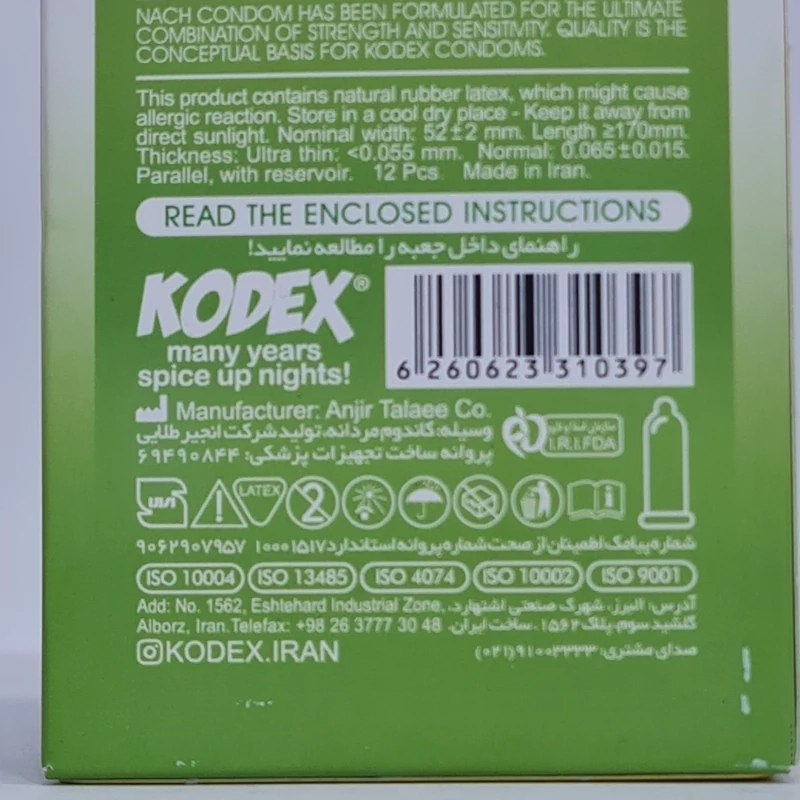 NACH CONDOM HAS BEEN FORMULATED FOR THE ULTIMATE
COMBINATION OF STRENGTH AND SENSITIVITY. QUALITY IS THE
CONCEPTUAL BASIS FOR KODEX CONDOMS.
This product contains natural rubber latex, which might cause
allergic reaction. Store in a cool dry place - Keep it away from
direct sunlight. Nominal width: 52±2 mm. Length ≥170mm.
Thickness: Ultra thin: <0.055 mm. Normal: 0.065±0.015.
Parallel, with reservoir. 12 Pcs Made in Iran.
READ THE ENCLOSED INSTRUCTIONS
راهنمای داخل جعبه را مطالعه نمایید!
KODEX®
many years
spice up nights!
6 260623 310397
Manufacturer: Anjir Talaee Co.
وسیله: کاندوم مردانه، تولید شرکت انجیر طلایی
پروانه ساخت تجهیزات پزشکی: ۶۹۴۹۰۸۴۴
سازمان غذا و دارو
I.R.I.FDA
LATEX
2
شماره پیامک اطمینان از صحت شماره پروانه استاندارد ۱۰۰۰۱۵۱۷ ۹۰۶۲۹۰۷۹۵۷
ISO 10004 ISO 13485 ISO 4074 ISO 10002 ISO 9001
Add: No. 1562, Eshtehard Industrial Zone,
Alborz, Iran. Telefax: +98 26 3777 30 48
آدرس: البرز، شهرک صنعتی اشتهارد،
گلشید سوم، پلاک ۱۵۶۲. ساخت ایران.
KODEX.IRAN
صدای مشتری: ۹۱۰۰۳۳۳۳ (۰۲۱)